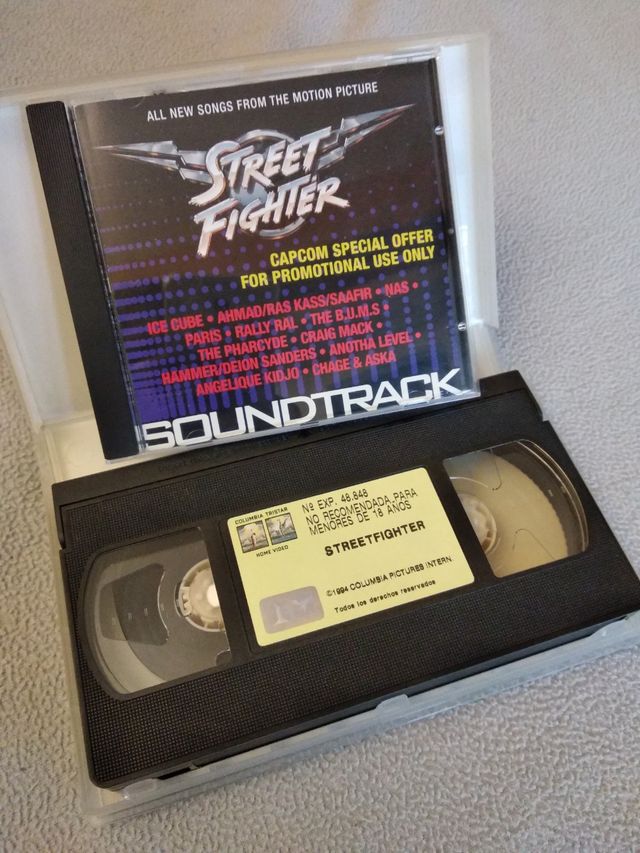 ALL NEW SONGS FROM THE MOTION PICTURE
STREET
FIGHTER
CAPCOM SPECIAL OFFER
FOR PROMOTIONAL USE ONLY
ICE CUBE • AHMAD/RAS KASS/SAAFIR • NAS •
PARIS • RALLY RAL • THE B.U.M.S •
THE PHARCYDE • CRAIG MACK •
HAMMER/DEION SANDERS • ANOTHA LEVEL •
ANGELIQUE KIDJO • CHAGE & ASKA
SOUNDTRACK
COLUMBIA TRISTAR
HOME VIDEO
Nº EXP. 48.848
NO RECOMENDADA PARA
MENORES DE 18 AÑOS
STREETFIGHTER
©1994 COLUMBIA PICTURES INTERN.
Todos los derechos reservados